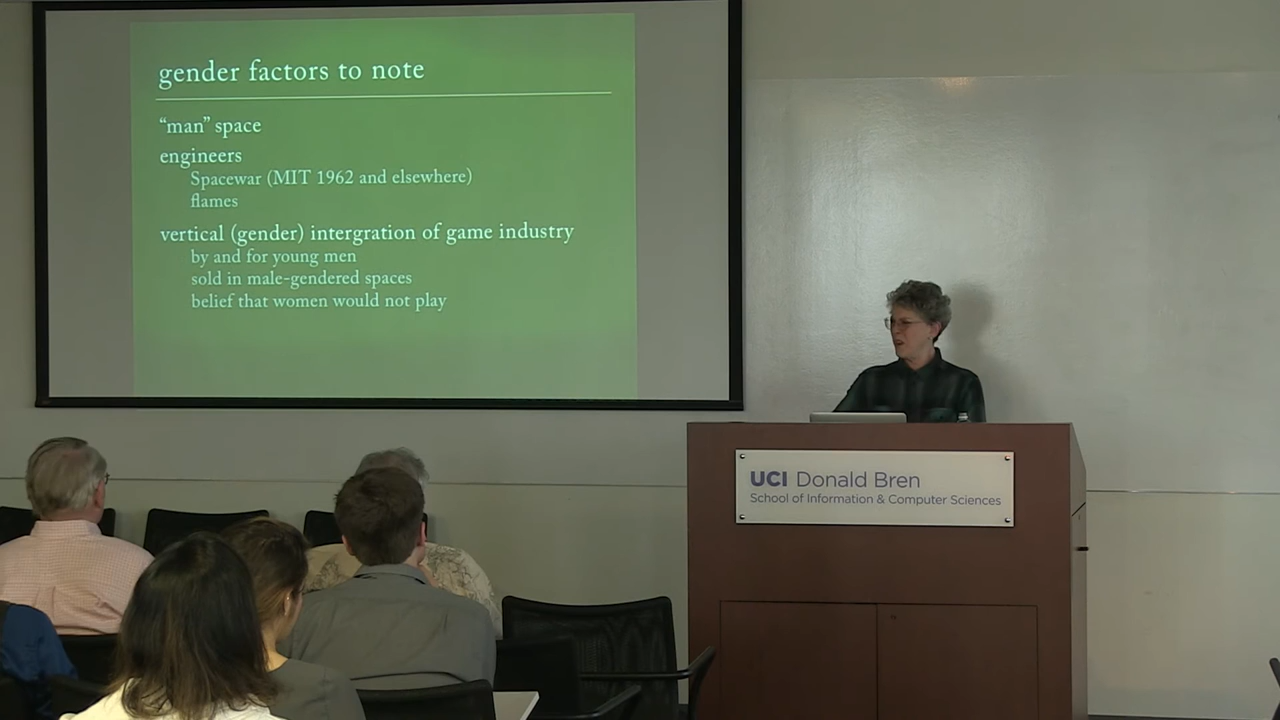 gender factors to note
“man” space
engineers
Spacewar (MIT 1962 and elsewhere)
flames
vertical (gender) intergration of game industry
by and for young men
sold in male-gendered spaces
belief that women would not play
UCI Donald Bren
School of Information & Computer Sciences